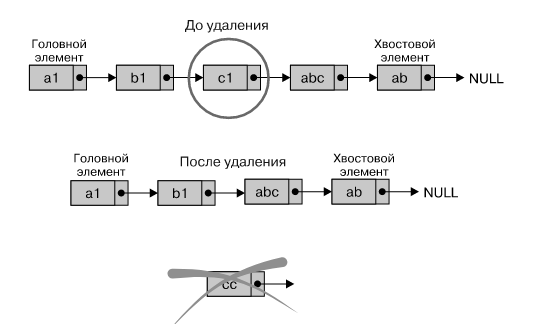 До удаления
Головной
элемент
Хвостовой
элемент
a1 b1 c1 abc ab NULL
Головной
элемент
После удаления
Хвостовой
элемент
a1 b1 abc ab NULL
cc